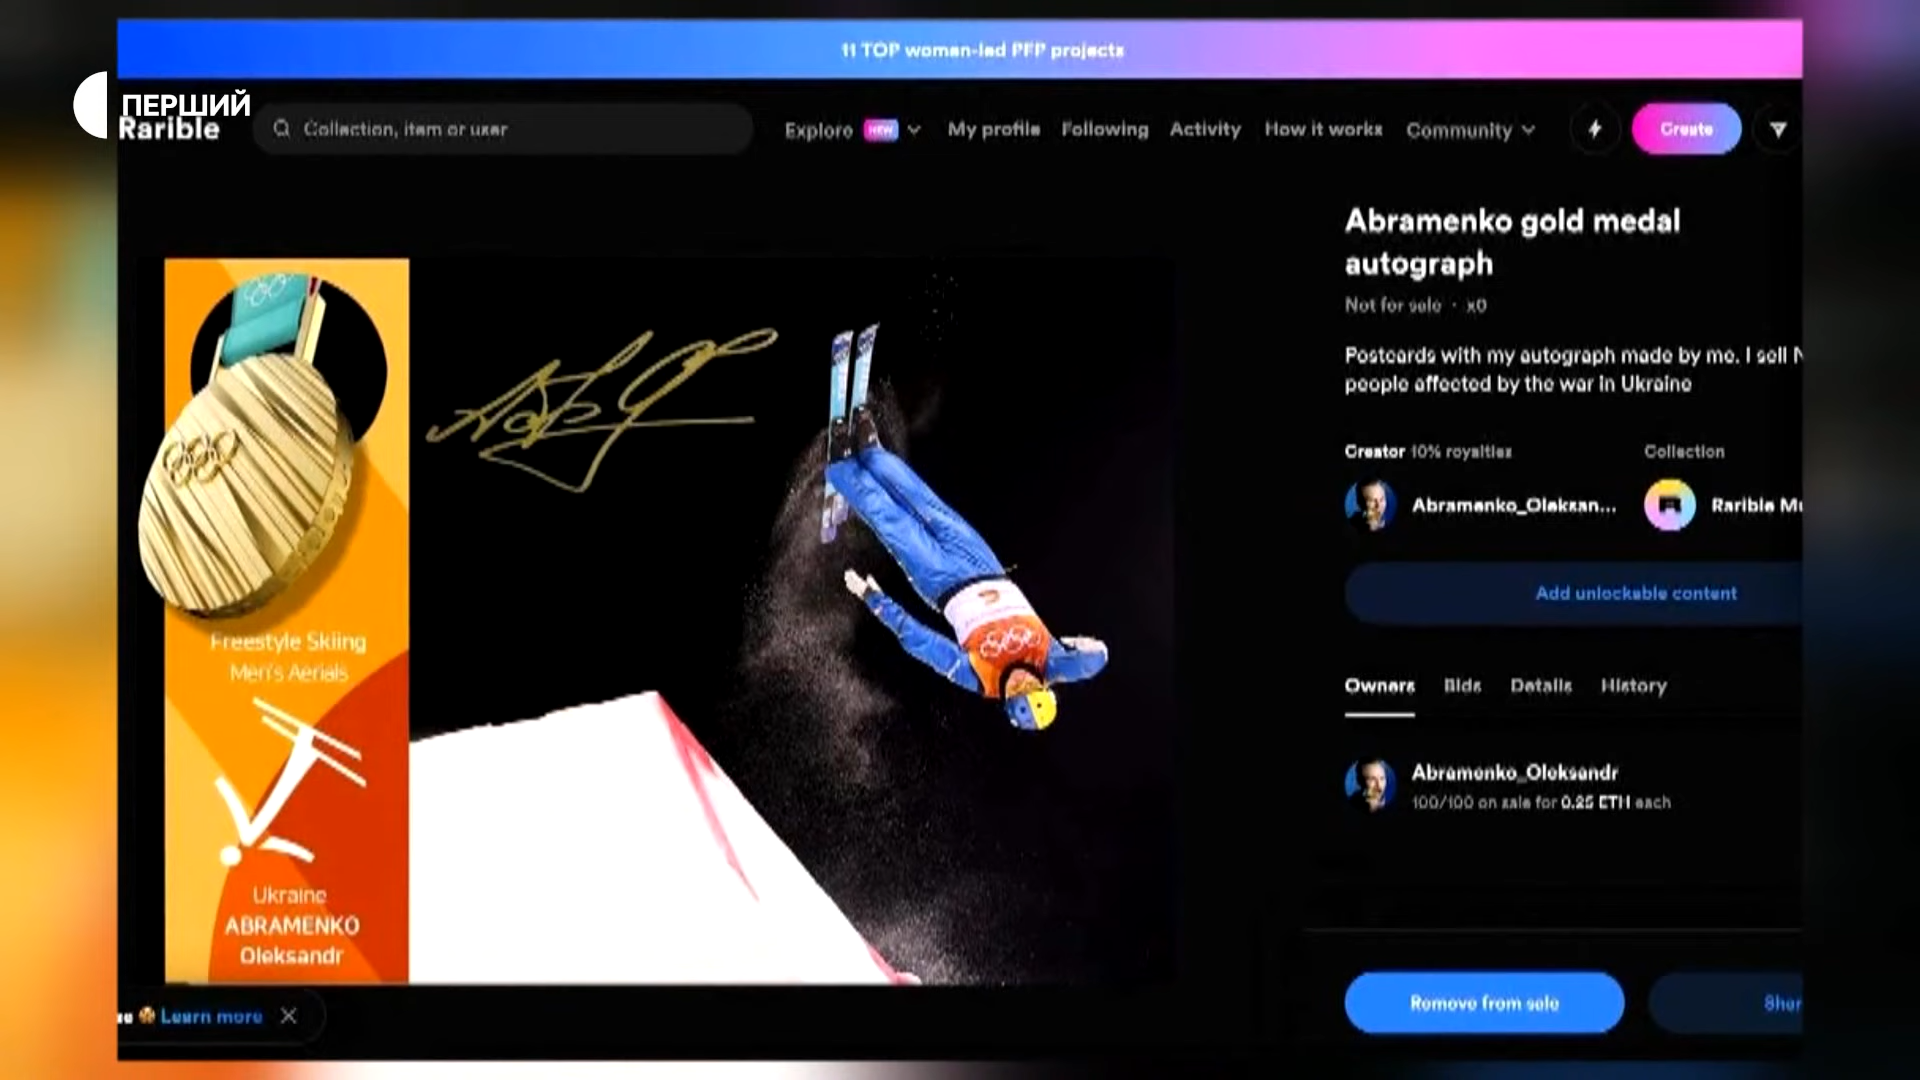 11 TOP woman-led PFP projects
ПЕРШИЙ
Rarible
Collection, item or user
Explore NEW
My profile
Following
Activity
How it works
Community
Create
Abramenko gold medal
autograph
Not for sale · x0
Postcards with my autograph made by me. I sell
people affected by the war in Ukraine
Creator 10% royalties
Collection
Abramenko_Oleksan...
Rarible
Add unlockable content
Owners
Bids
Details
History
Abramenko_Oleksandr
100/100 on sale for 0.25 ETH each
Remove from sale
Freestyle Skiing
Men's Aerials
Ukraine
ABRAMENKO
Oleksandr
Learn more